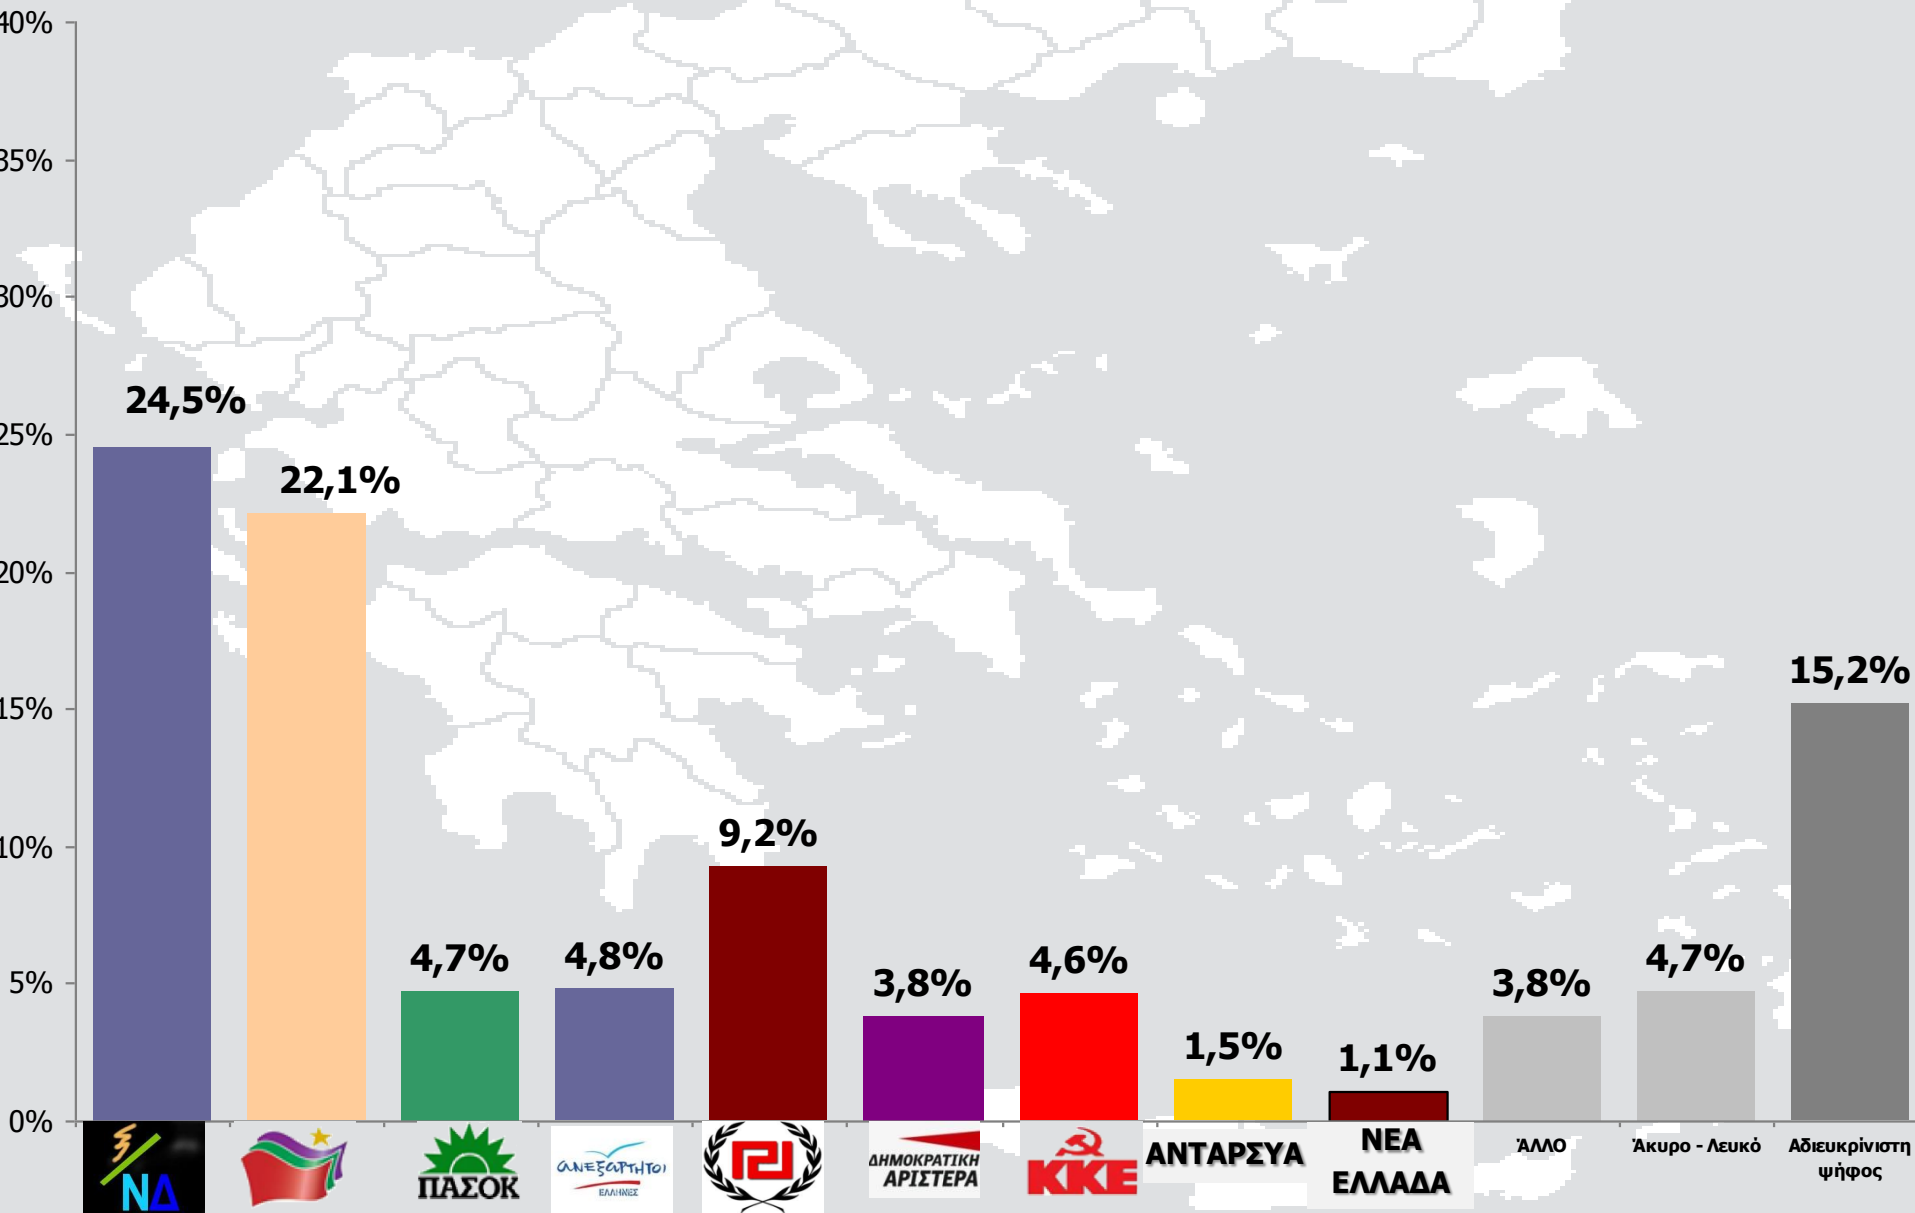 40%
35%
30%
25%
20%
15%
10%
5%
0%
24,5%
22,1%
4,7%
4,8%
9,2%
3,8%
4,6%
1,5%
1,1%
3,8%
4,7%
15,2%
ΝΔ
ΠΑΣΟΚ
ανεξαρτητοι
ΕΛΛΗΝΕΣ
ΔΗΜΟΚΡΑΤΙΚΗ
ΑΡΙΣΤΕΡΑ
ΚΚΕ
ΑΝΤΑΡΣΥΑ
ΝΕΑ
ΕΛΛΑΔΑ
ΆΛΛΟ
Άκυρο - Λευκό
Αδιευκρίνιστη
ψήφος